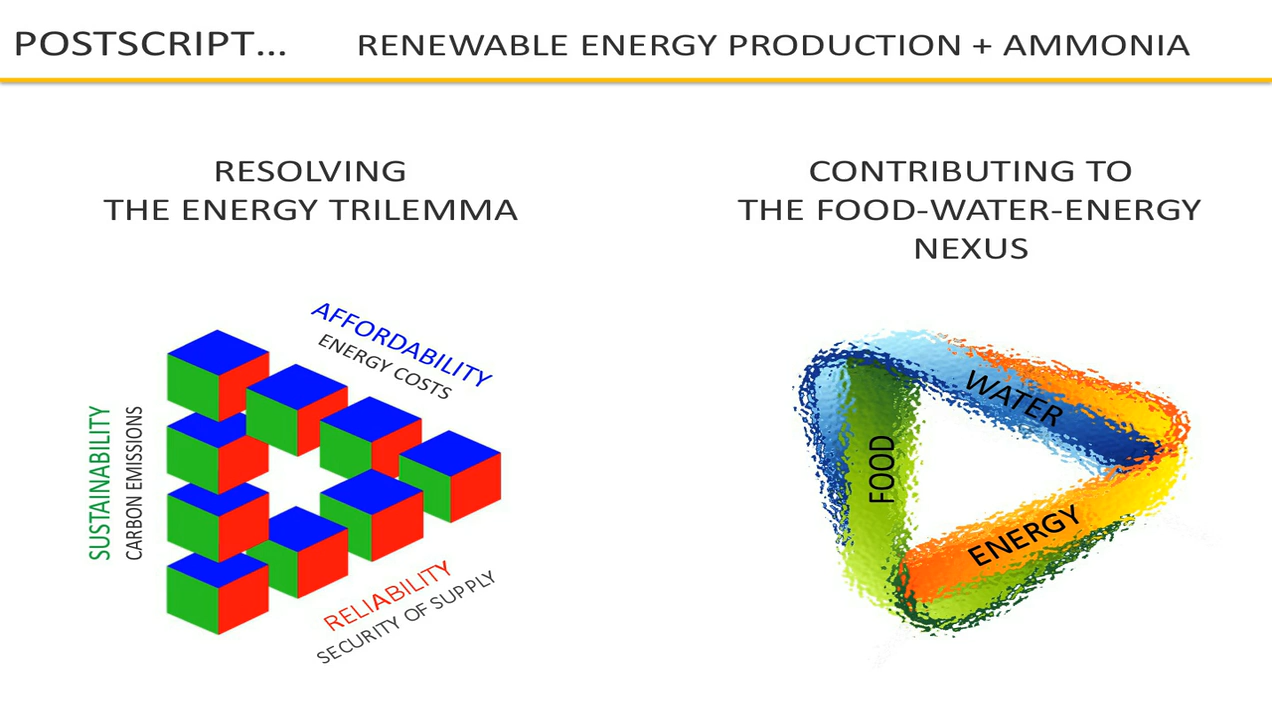 POSTSCRIPT...
RENEWABLE ENERGY PRODUCTION + AMMONIA
RESOLVING
THE ENERGY TRILEMMA
AFFORDABILITY
ENERGY COSTS
SUSTAINABILITY
CARBON EMISSIONS
RELIABILITY
SECURITY OF SUPPLY
CONTRIBUTING TO
THE FOOD-WATER-ENERGY
NEXUS
WATER
FOOD
ENERGY